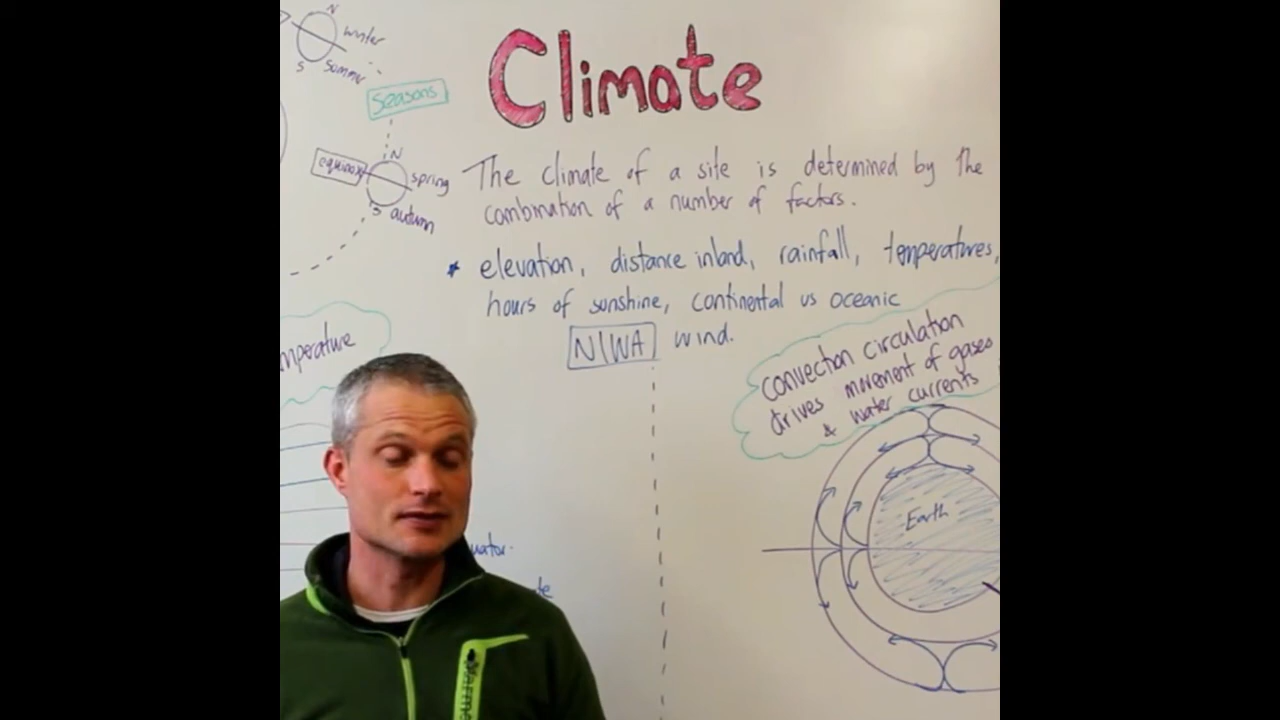 N
winter
S
summer
Climate
seasons
equinox
N
spring
S
autumn
The climate of a site is determined by the
combination of a number of factors.
* elevation, distance inland, rainfall, temperatures,
hours of sunshine, continental vs oceanic
NIWA wind.
convection circulation
drives movement of gases
& water currents
Earth